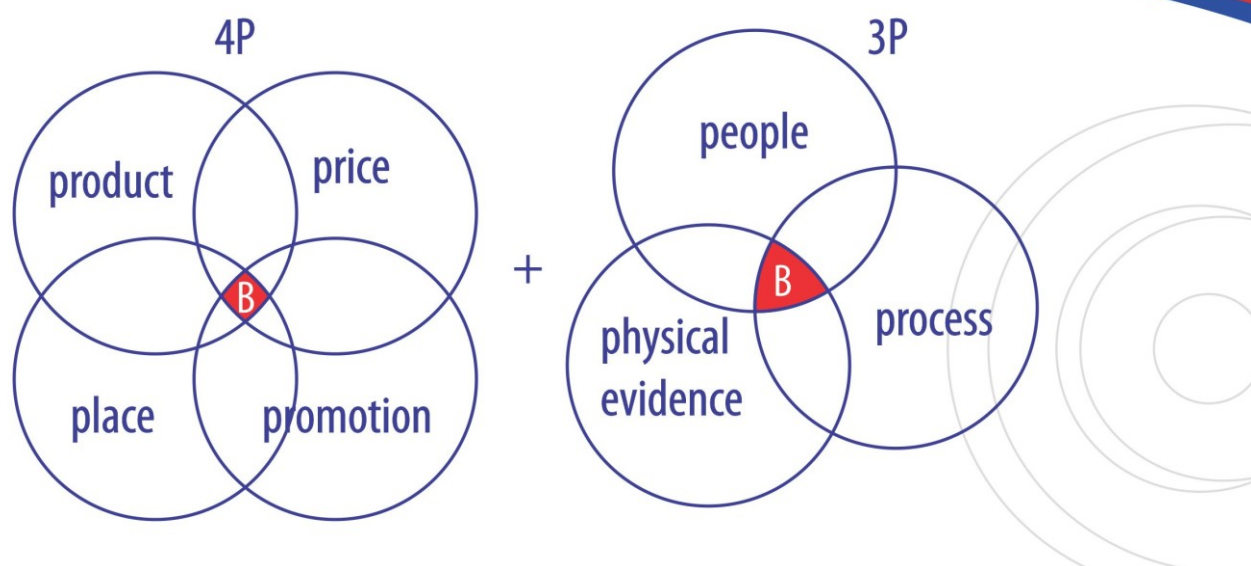 4P
product
price
B
place
promotion
+
3P
people
B
physical
evidence
process